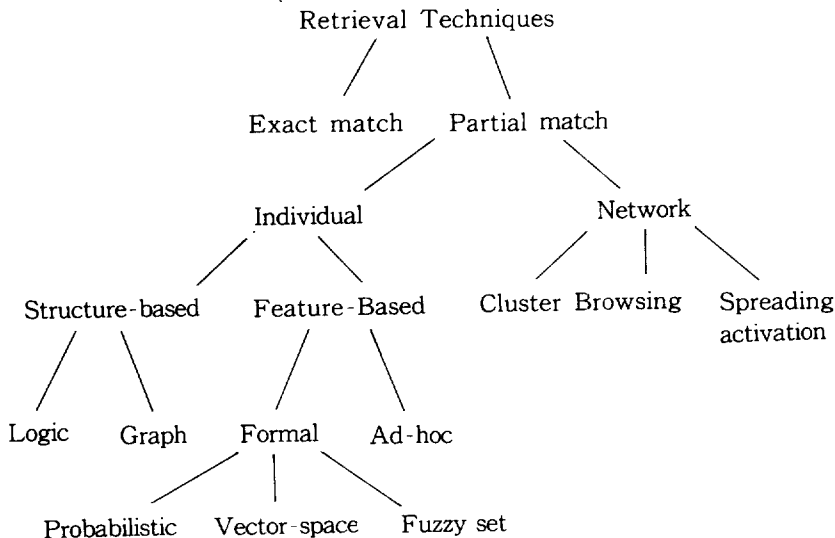 Retrieval Techniques
Exact match Partial match
Individual Network
Structure-based Feature-Based Cluster Browsing Spreading
activation
Logic Graph Formal Ad-hoc
Probabilistic Vector-space Fuzzy set